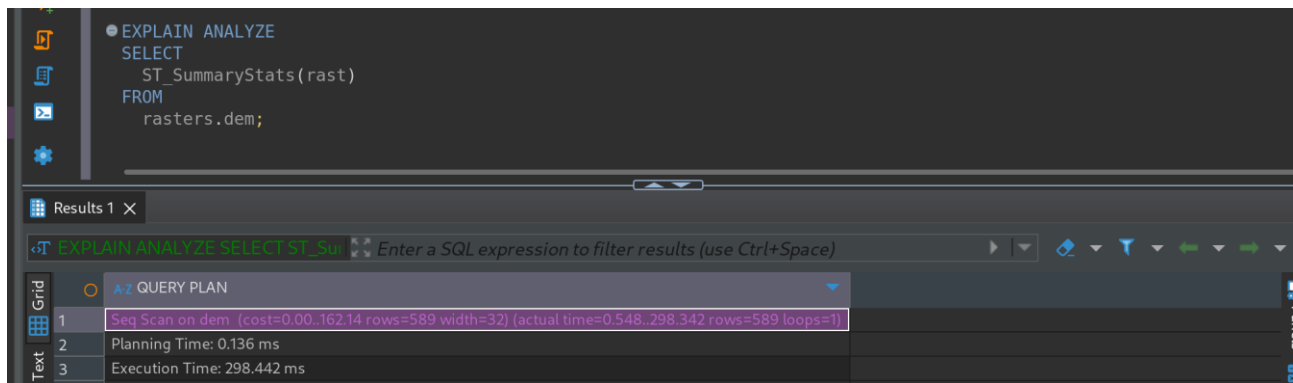 EXPLAIN ANALYZE
SELECT
ST_SummaryStats(rast)
FROM
rasters.dem;
Results 1
EXPLAIN ANALYZE SELECT ST_Su
Enter a SQL expression to filter results (use Ctrl+Space)
Grid
A-Z QUERY PLAN
1 Seq Scan on dem (cost=0.00..162.14 rows=589 width=32) (actual time=0.548..298.342 rows=589 loops=1)
2 Planning Time: 0.136 ms
Text
3 Execution Time: 298.442 ms